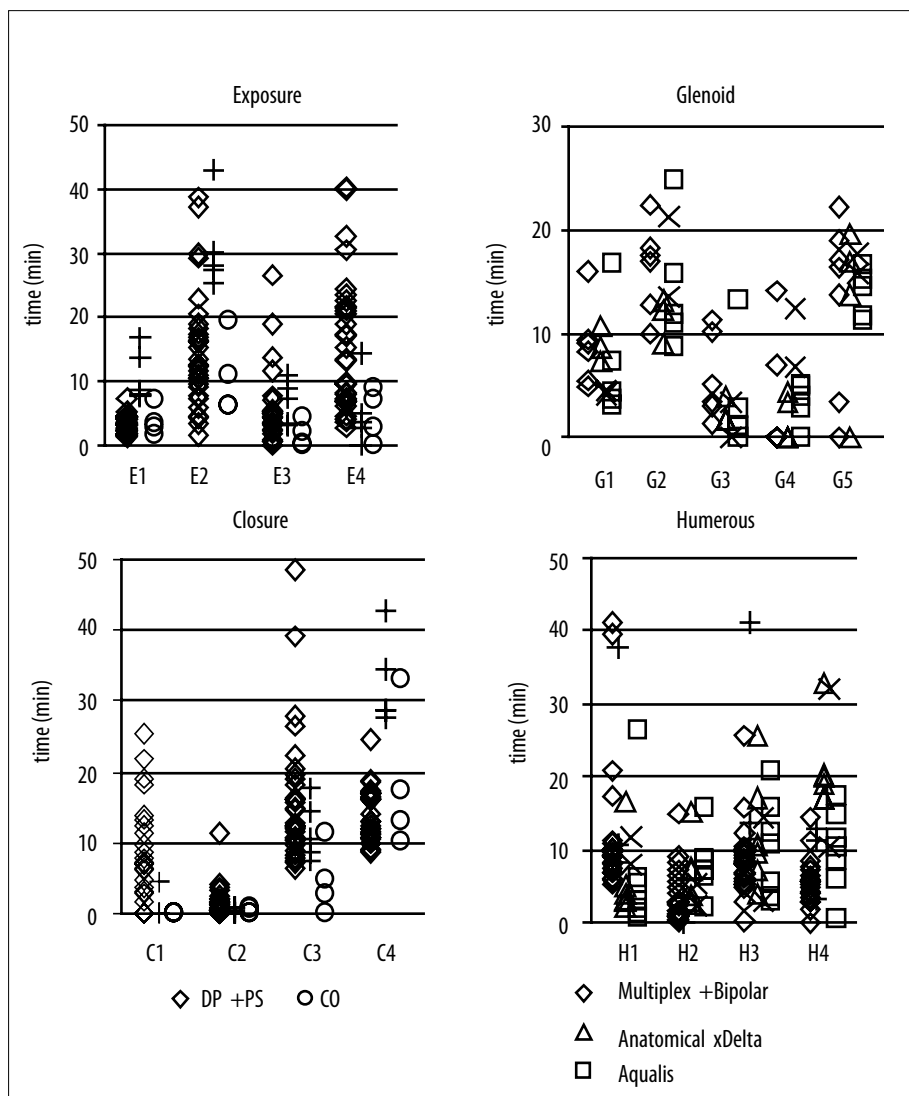 Exposure
50
40
30
20
10
0
time (min)
E1 E2 E3 E4
Glenoid
30
20
10
0
time (min)
G1 G2 G3 G4 G5
Closure
50
40
30
20
10
0
time (min)
C1 C2 C3 C4
DP +PS CO
Humerous
50
40
30
20
10
0
time (min)
H1 H2 H3 H4
Multiplex +Bipolar
Anatomical xDelta
Aqualis